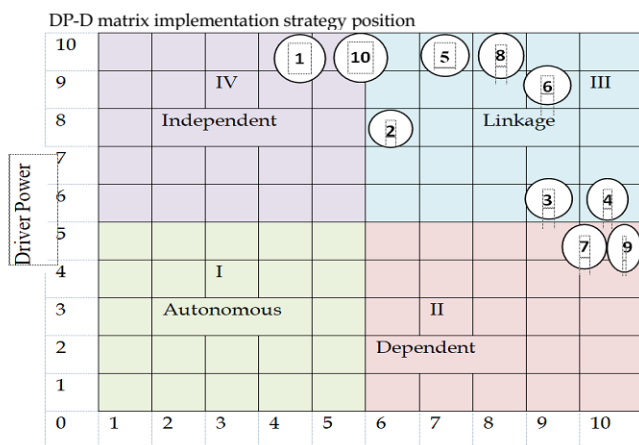 DP-D matrix implementation strategy position
10 1 10 5 8
9 IV 6 III
8 Independent 2 Linkage
7
6 3 4
5 7 9
4 I
3 Autonomous II
2 Dependent
1
0 1 2 3 4 5 6 7 8 9 10
Driver Power